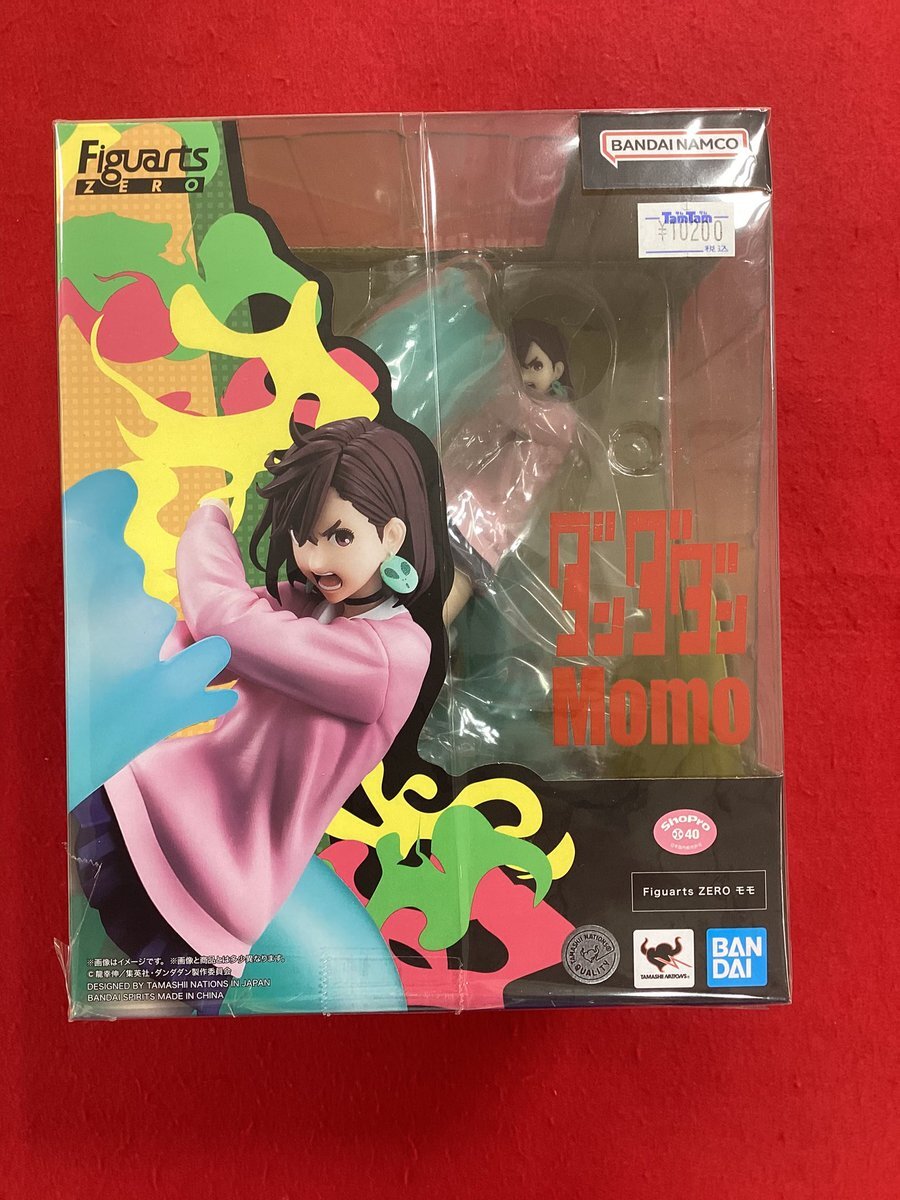 Figuarts
ZERO
BANDAI NAMCO
TamTam
¥10200
税込
ダンダダン
Momo
ShoPro
40
Figuarts ZERO モモ
TAMASHII NATIONS
QUALITY
TAMASHII NATIONS®
BAN
DAI
※画像はイメージです。※画像と商品とは多少異なります。
©龍幸伸/集英社・ダンダダン製作委員会
DESIGNED BY TAMASHII NATIONS IN JAPAN
BANDAI SPIRITS MADE IN CHINA